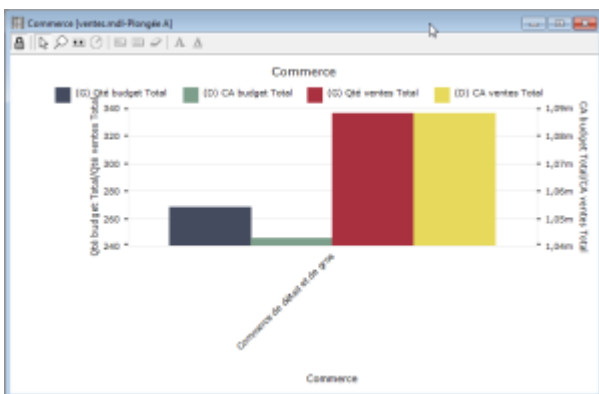 Commerce [ventes.mdl-Plongée A]
A A
Commerce
(G) Qté budget Total (D) CA budget Total (G) Qté ventes Total (D) CA ventes Total
Qté budget Total/Qté ventes Total
340
320
300
280
260
240
1,09m
1,08m
1,07m
1,06m
1,05m
1,04m
CA budget Total/CA ventes Total
Commerce de détail et de gros
Commerce